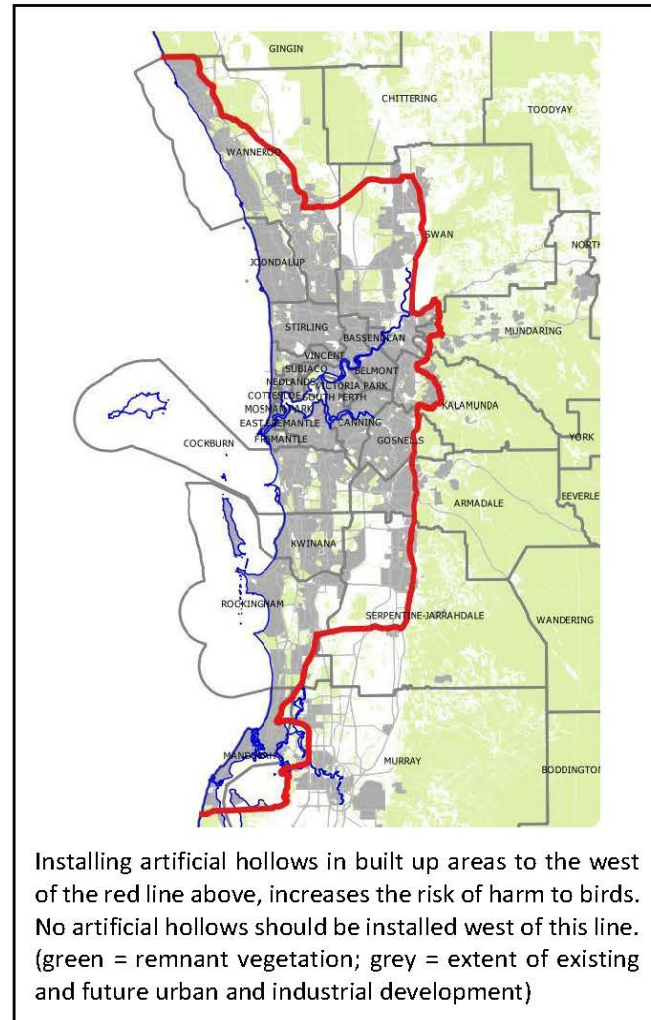 GINGIN
CHITTERING
TOODYAY
WANNEROO
SWAN
NORTH
JOONDALUP
STIRLING
BASSENDEAN
MUNDARING
VINCENT
SUBIACO
BELMONT
NEDLANDS
VICTORIA PARK
COTTESLOE
SOUTH PERTH
MOSMAN PARK
KALAMUNDA
EAST FREMANTLE
CANNING
YORK
COCKBURN
FREMANTLE
GOSNELLS
ARMADALE
BEVERLE
KWINANA
ROCKINGHAM
SERPENTINE-JARRAHDALE
WANDERING
MANDURAH
MURRAY
BODDINGTON
Installing artificial hollows in built up areas to the west
of the red line above, increases the risk of harm to birds.
No artificial hollows should be installed west of this line.
(green = remnant vegetation; grey = extent of existing
and future urban and industrial development)